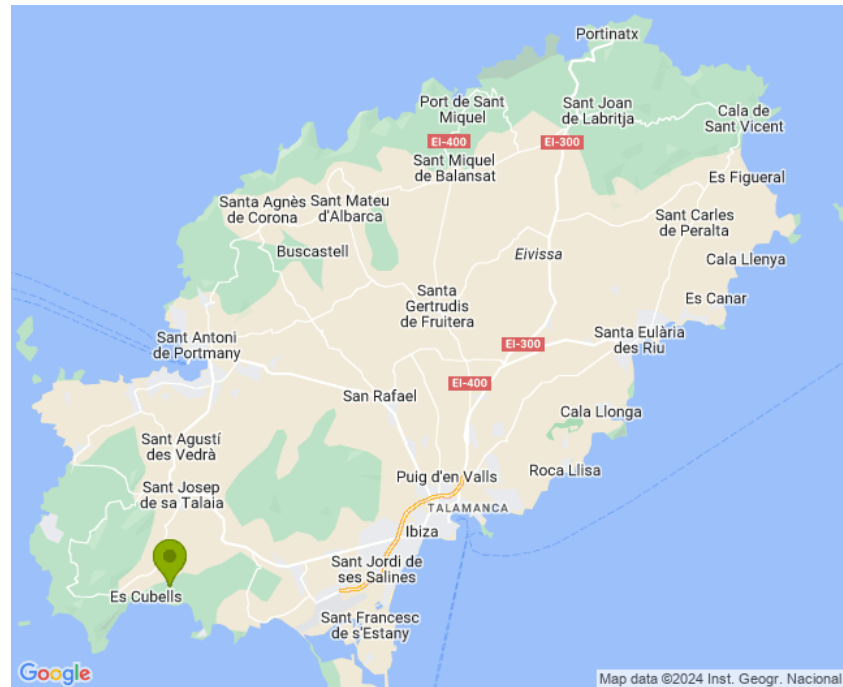 Portinatx
Port de Sant
Miquel
Sant Joan
de Labritja
Cala de
Sant Vicent
EI-400
EI-300
Sant Miquel
de Balansat
Es Figueral
Santa Agnès
de Corona
Sant Mateu
d'Albarca
Sant Carles
de Peralta
Buscastell
Eivissa
Cala Llenya
Santa
Gertrudis
de Fruitera
Es Canar
Sant Antoni
de Portmany
Santa Eulària
des Riu
EI-300
EI-400
San Rafael
Cala Llonga
Sant Agustí
des Vedrà
Roca Llisa
Puig d'en Valls
Sant Josep
de sa Talaia
TALAMANCA
Ibiza
Sant Jordi de
ses Salines
Es Cubells
Sant Francesc
de s'Estany
Google
Map data ©2024 Inst. Geogr. Nacional